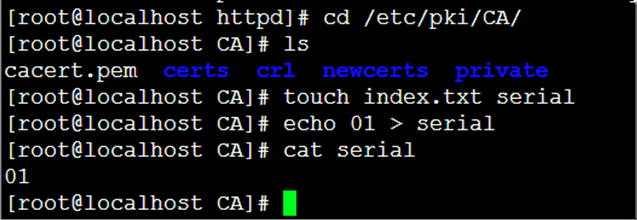 [root@localhost httpd]# cd /etc/pki/CA/
[root@localhost CA]# ls
cacert.pem  certs  crl  newcerts  private
[root@localhost CA]# touch index.txt serial
[root@localhost CA]# echo 01 > serial
[root@localhost CA]# cat serial
01
[root@localhost CA]#